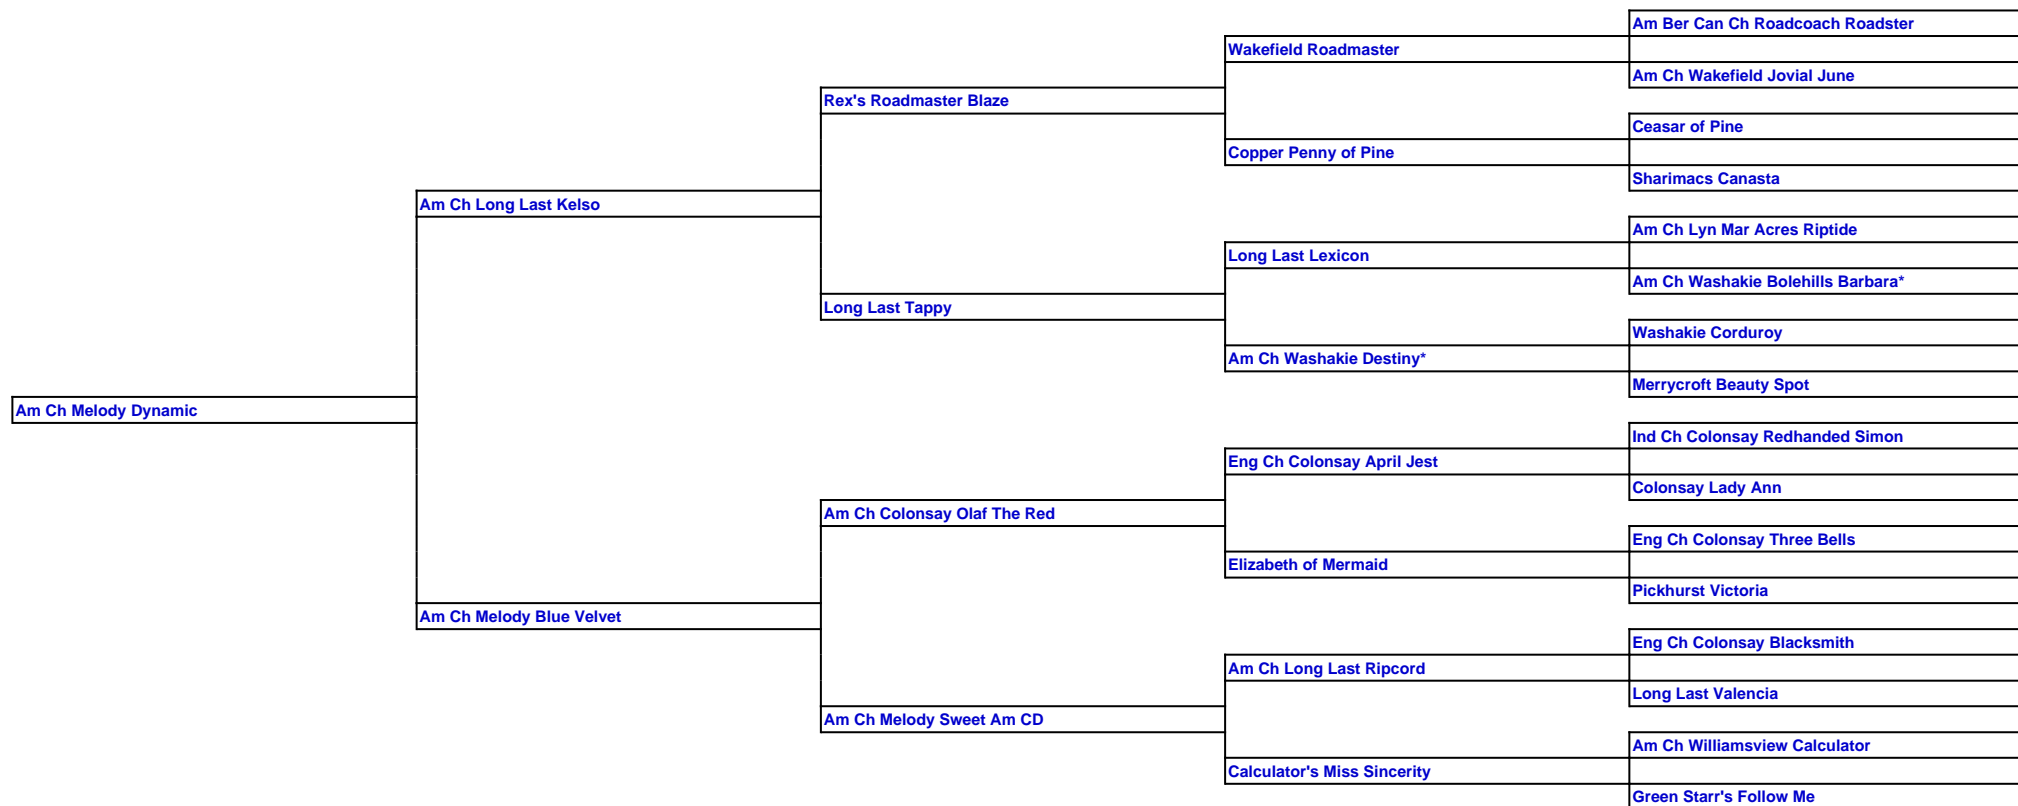 Am Ber Can Ch Roadcoach Roadster
Wakefield Roadmaster
Am Ch Wakefield Jovial June
Rex's Roadmaster Blaze
Ceasar of Pine
Copper Penny of Pine
Sharimacs Canasta
Am Ch Long Last Kelso
Am Ch Lyn Mar Acres Riptide
Long Last Lexicon
Am Ch Washakie Bolehills Barbara*
Long Last Tappy
Washakie Corduroy
Am Ch Washakie Destiny*
Merrycroft Beauty Spot
Am Ch Melody Dynamic
Ind Ch Colonsay Redhanded Simon
Eng Ch Colonsay April Jest
Colonsay Lady Ann
Am Ch Colonsay Olaf The Red
Eng Ch Colonsay Three Bells
Elizabeth of Mermaid
Pickhurst Victoria
Am Ch Melody Blue Velvet
Eng Ch Colonsay Blacksmith
Am Ch Long Last Ripcord
Long Last Valencia
Am Ch Melody Sweet Am CD
Am Ch Williamsview Calculator
Calculator's Miss Sincerity
Green Starr's Follow Me